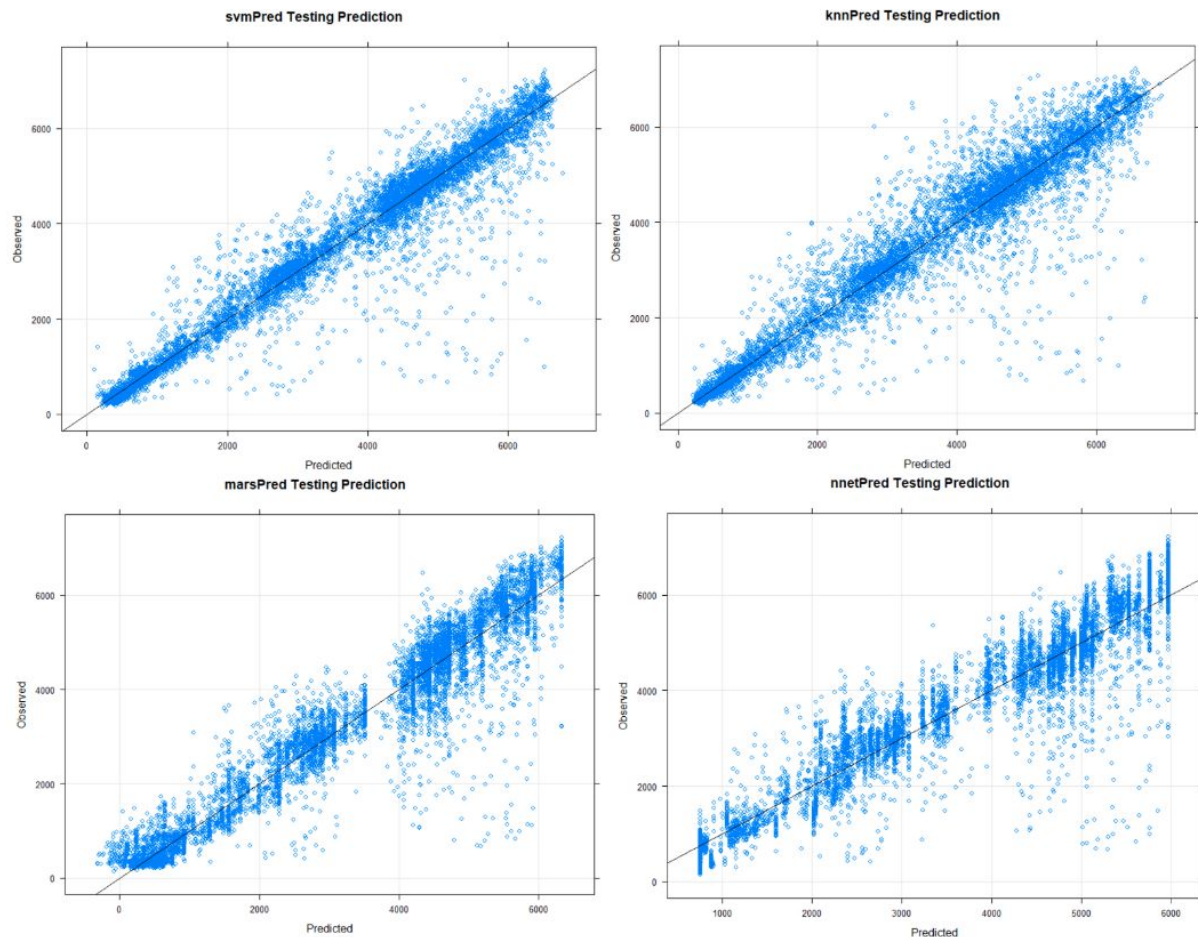 svmPred Testing Prediction
Observed
6000
4000
2000
0
0 2000 4000 6000
Predicted
knnPred Testing Prediction
Observed
6000
4000
2000
0
0 2000 4000 6000
Predicted
marsPred Testing Prediction
Observed
6000
4000
2000
0
0 2000 4000 6000
Predicted
nnetPred Testing Prediction
Observed
6000
4000
2000
0
1000 2000 3000 4000 5000 6000
Predicted